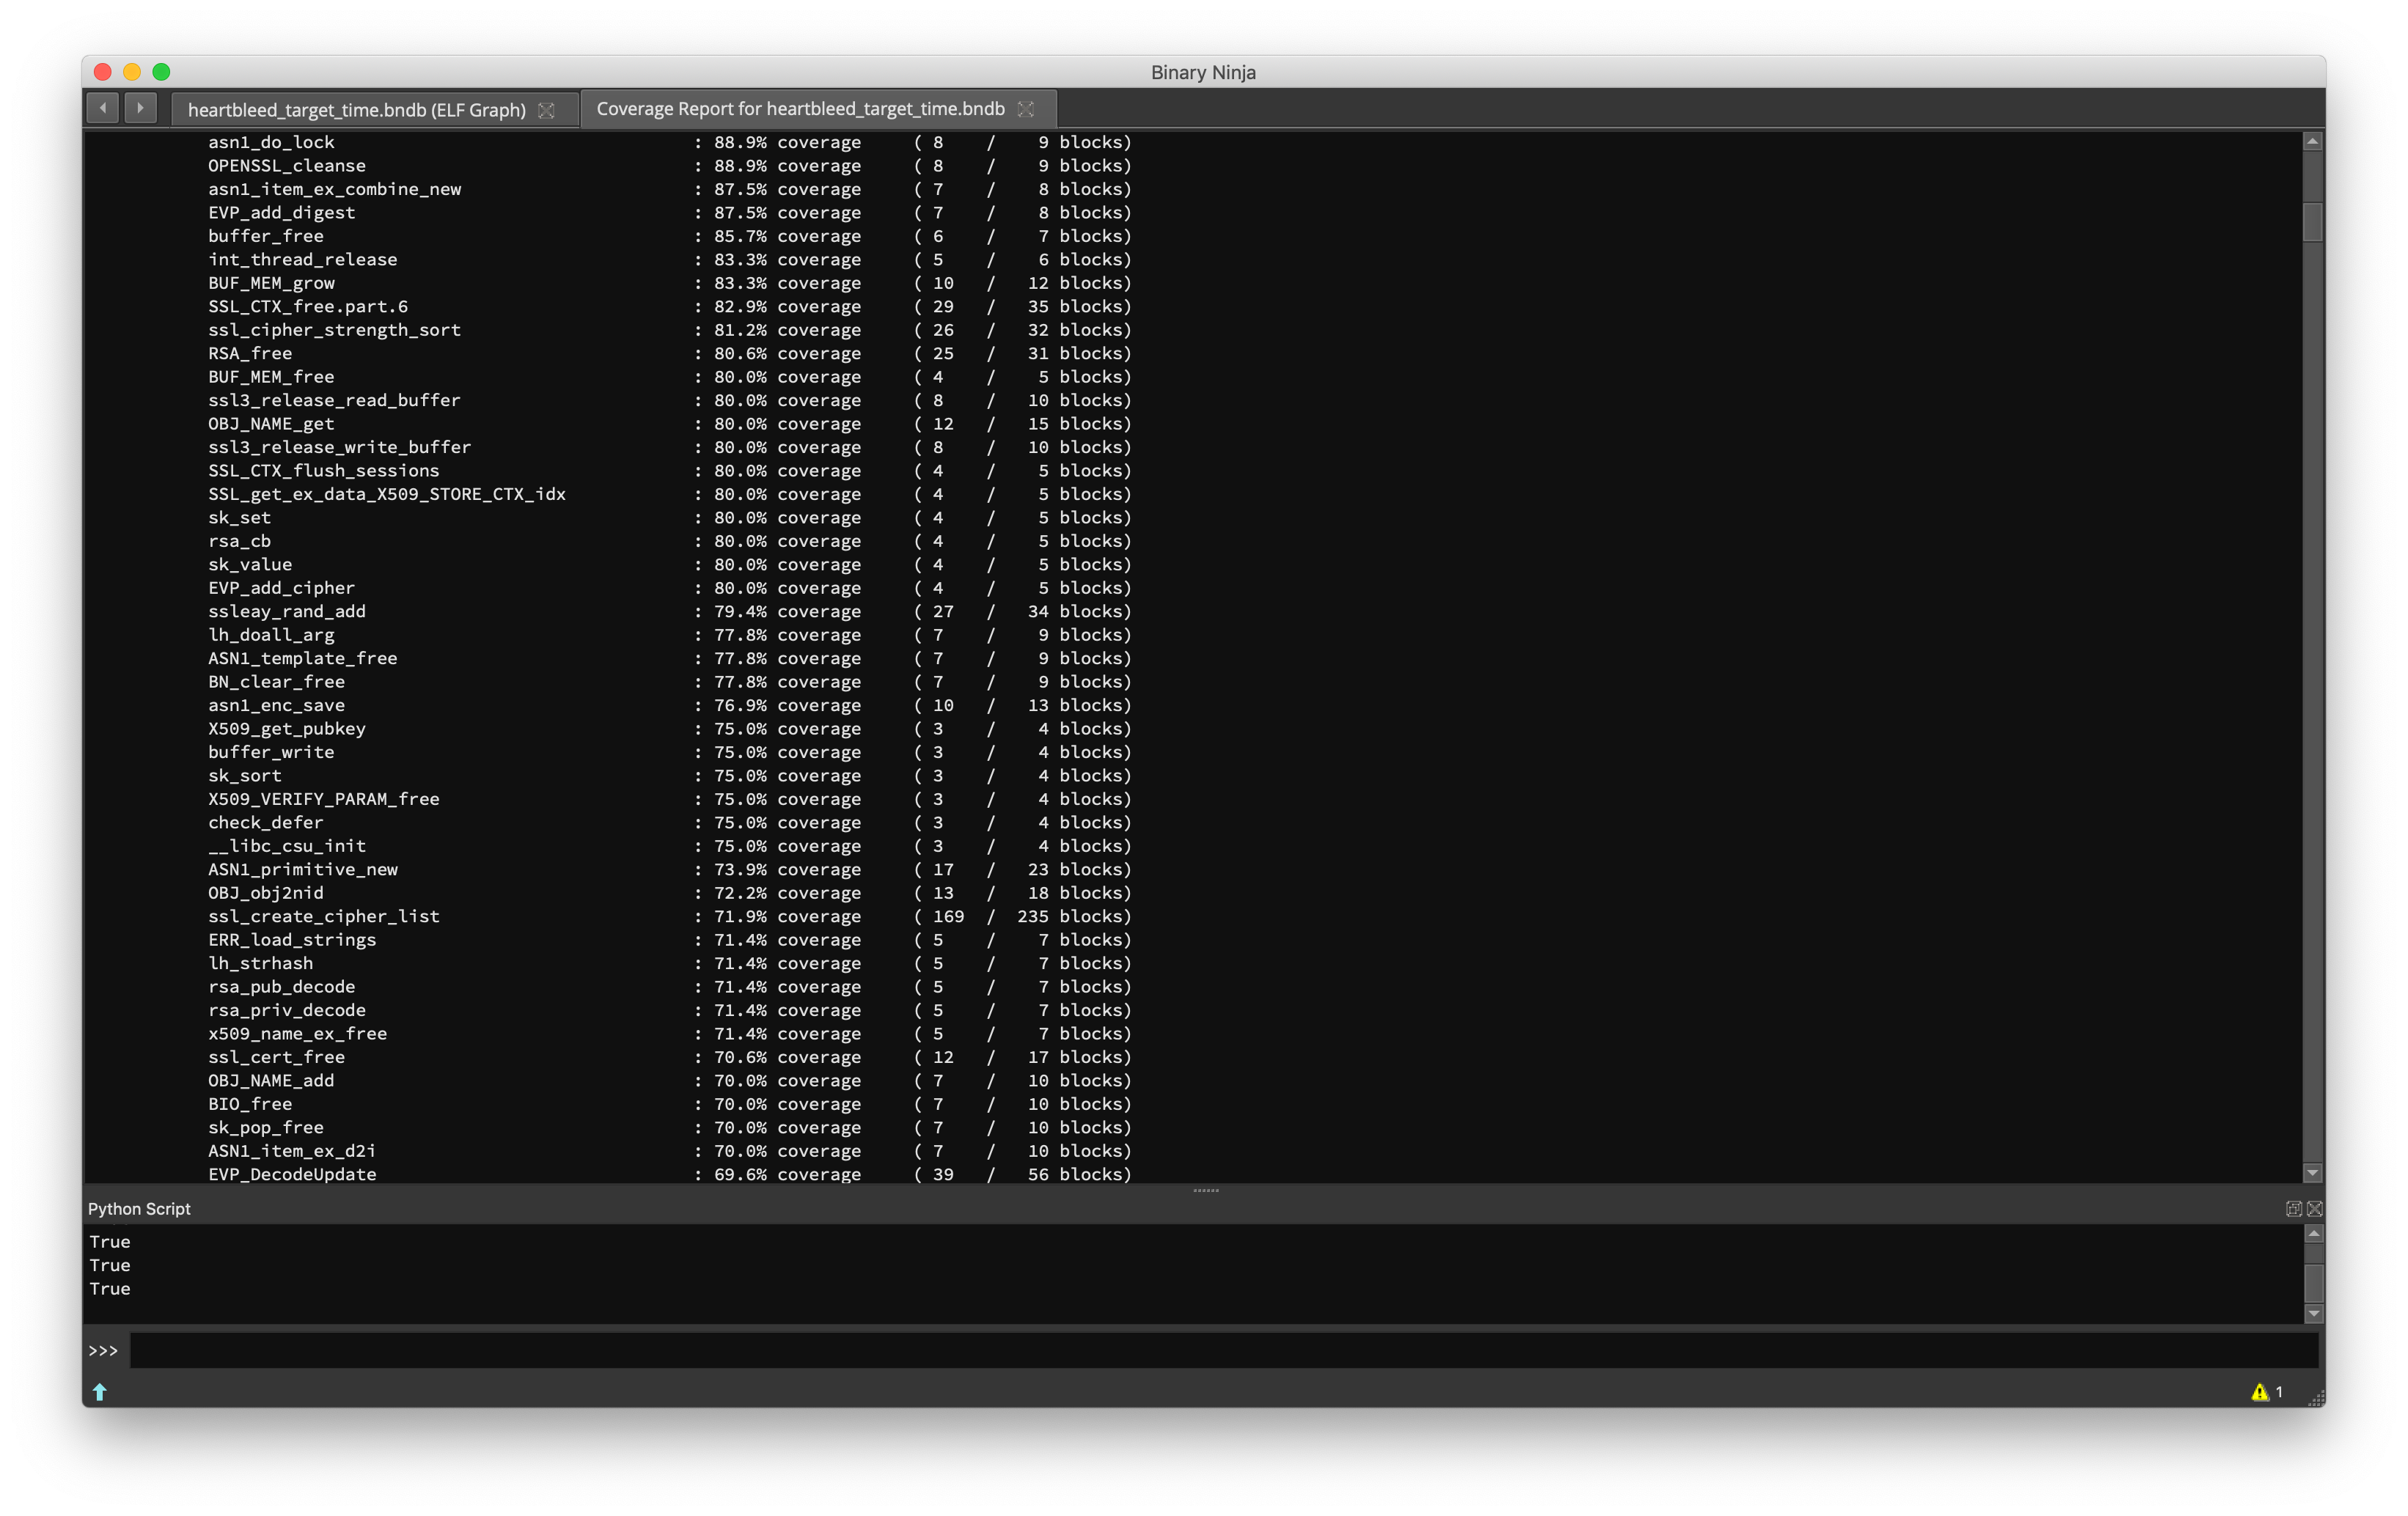 Binary Ninja
heartbleed_target_time.bndb (ELF Graph) Coverage Report for heartbleed_target_time.bndb
asn1_do_lock : 88.9% coverage ( 8 / 9 blocks)
OPENSSL_cleanse : 88.9% coverage ( 8 / 9 blocks)
asn1_item_ex_combine_new : 87.5% coverage ( 7 / 8 blocks)
EVP_add_digest : 87.5% coverage ( 7 / 8 blocks)
buffer_free : 85.7% coverage ( 6 / 7 blocks)
int_thread_release : 83.3% coverage ( 5 / 6 blocks)
BUF_MEM_grow : 83.3% coverage ( 10 / 12 blocks)
SSL_CTX_free.part.6 : 82.9% coverage ( 29 / 35 blocks)
ssl_cipher_strength_sort : 81.2% coverage ( 26 / 32 blocks)
RSA_free : 80.6% coverage ( 25 / 31 blocks)
BUF_MEM_free : 80.0% coverage ( 4 / 5 blocks)
ssl3_release_read_buffer : 80.0% coverage ( 8 / 10 blocks)
OBJ_NAME_get : 80.0% coverage ( 12 / 15 blocks)
ssl3_release_write_buffer : 80.0% coverage ( 8 / 10 blocks)
SSL_CTX_flush_sessions : 80.0% coverage ( 4 / 5 blocks)
SSL_get_ex_data_X509_STORE_CTX_idx : 80.0% coverage ( 4 / 5 blocks)
sk_set : 80.0% coverage ( 4 / 5 blocks)
rsa_cb : 80.0% coverage ( 4 / 5 blocks)
sk_value : 80.0% coverage ( 4 / 5 blocks)
EVP_add_cipher : 80.0% coverage ( 4 / 5 blocks)
ssleay_rand_add : 79.4% coverage ( 27 / 34 blocks)
lh_doall_arg : 77.8% coverage ( 7 / 9 blocks)
ASN1_template_free : 77.8% coverage ( 7 / 9 blocks)
BN_clear_free : 77.8% coverage ( 7 / 9 blocks)
asn1_enc_save : 76.9% coverage ( 10 / 13 blocks)
X509_get_pubkey : 75.0% coverage ( 3 / 4 blocks)
buffer_write : 75.0% coverage ( 3 / 4 blocks)
sk_sort : 75.0% coverage ( 3 / 4 blocks)
X509_VERIFY_PARAM_free : 75.0% coverage ( 3 / 4 blocks)
check_defer : 75.0% coverage ( 3 / 4 blocks)
__libc_csu_init : 75.0% coverage ( 3 / 4 blocks)
ASN1_primitive_new : 73.9% coverage ( 17 / 23 blocks)
OBJ_obj2nid : 72.2% coverage ( 13 / 18 blocks)
ssl_create_cipher_list : 71.9% coverage ( 169 / 235 blocks)
ERR_load_strings : 71.4% coverage ( 5 / 7 blocks)
lh_strhash : 71.4% coverage ( 5 / 7 blocks)
rsa_pub_decode : 71.4% coverage ( 5 / 7 blocks)
rsa_priv_decode : 71.4% coverage ( 5 / 7 blocks)
x509_name_ex_free : 71.4% coverage ( 5 / 7 blocks)
ssl_cert_free : 70.6% coverage ( 12 / 17 blocks)
OBJ_NAME_add : 70.0% coverage ( 7 / 10 blocks)
BIO_free : 70.0% coverage ( 7 / 10 blocks)
sk_pop_free : 70.0% coverage ( 7 / 10 blocks)
ASN1_item_ex_d2i : 70.0% coverage ( 7 / 10 blocks)
EVP_DecodeUpdate : 69.6% coverage ( 39 / 56 blocks)
Python Script
True
True
True
>>>
1